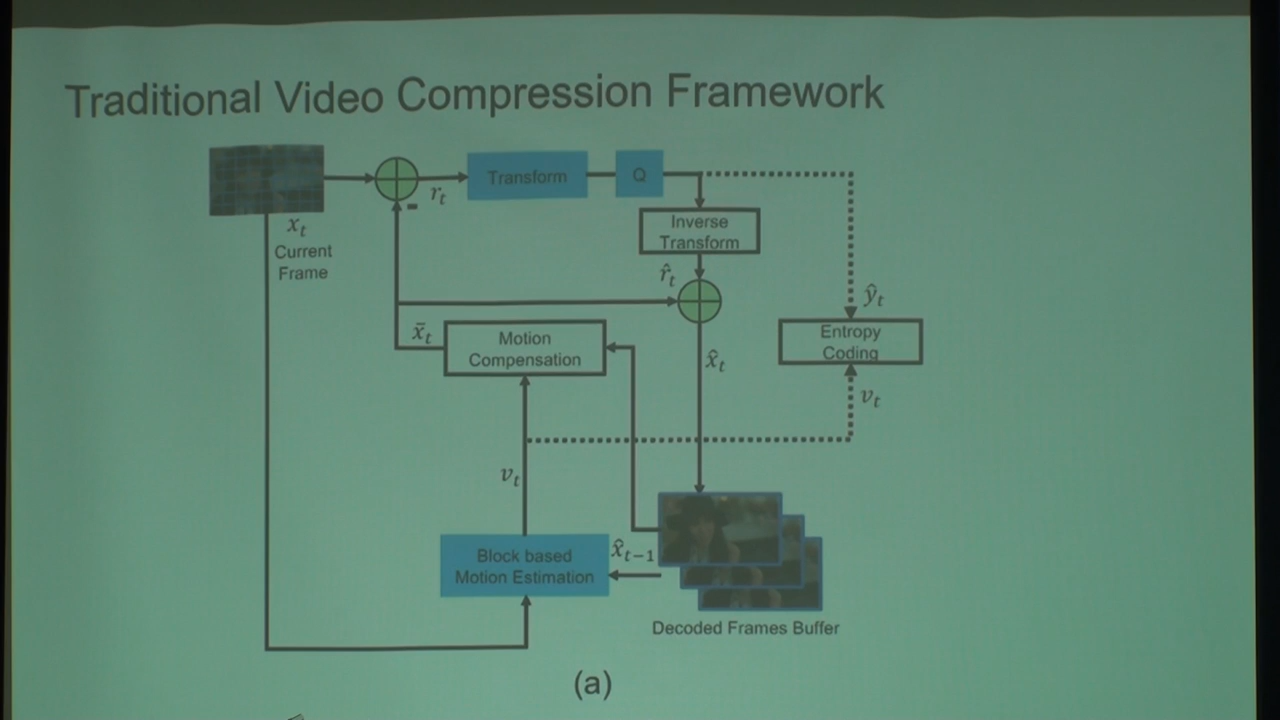 Traditional Video Compression Framework
Transform
Q
-
r_t
x_t
Current
Frame
Inverse
Transform
r̂_t
ŷ_t
x̄_t
Motion
Compensation
x̂_t
Entropy
Coding
v_t
v_t
Block based
Motion Estimation
x̂_{t−1}
Decoded Frames Buffer
(a)